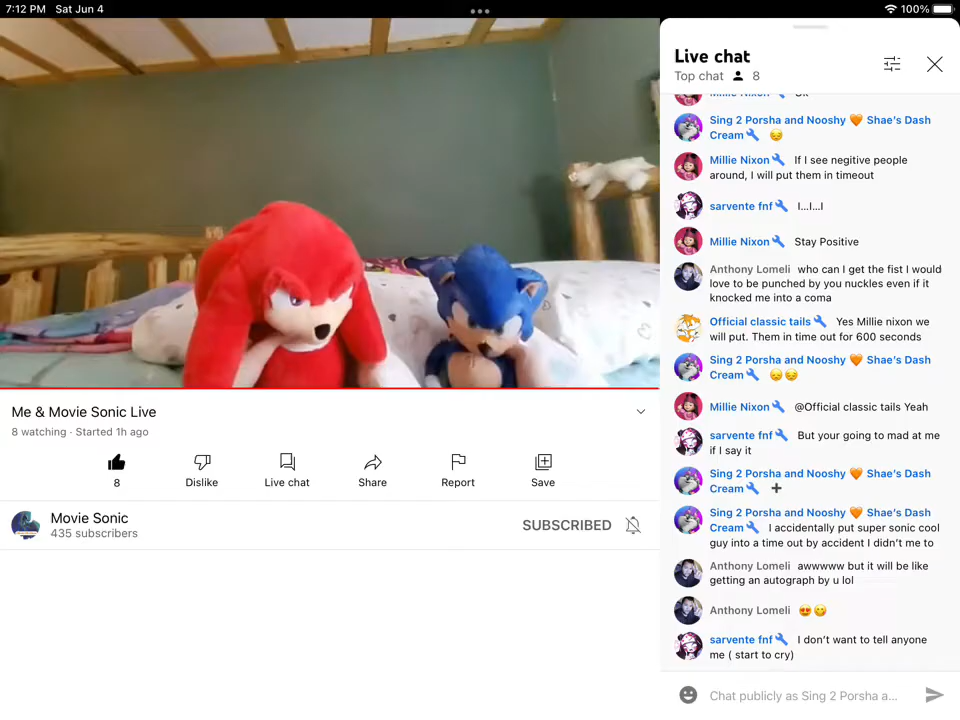 7:12 PM Sat Jun 4
100%
Live chat
Top chat 8
Millie Nixon
Sing 2 Porsha and Nooshy 🧡 Shae's Dash
Cream🔧 😔
Millie Nixon🔧 If I see negitive people
around, I will put them in timeout
sarvente fnf🔧 I...I...I
Millie Nixon🔧 Stay Positive
Anthony Lomeli who can I get the fist I would
love to be punched by you nuckles even if it
knocked me into a coma
Official classic tails🔧 Yes Millie nixon we
will put. Them in time out for 600 seconds
Sing 2 Porsha and Nooshy 🧡 Shae's Dash
Cream🔧 😞😔
Millie Nixon🔧 @Official classic tails Yeah
sarvente fnf🔧 But your going to mad at me
if I say it
Sing 2 Porsha and Nooshy 🧡 Shae's Dash
Cream🔧 ➕
Sing 2 Porsha and Nooshy 🧡 Shae's Dash
Cream🔧 I accidentally put super sonic cool
guy into a time out by accident I didn't me to
Anthony Lomeli awwwww but it will be like
getting an autograph by u lol
Anthony Lomeli 😍😋
sarvente fnf🔧 I don't want to tell anyone
me ( start to cry)
Chat publicly as Sing 2 Porsha a...
Me & Movie Sonic Live
8 watching · Started 1h ago
8
Dislike
Live chat
Share
Report
Save
Movie Sonic
435 subscribers
SUBSCRIBED